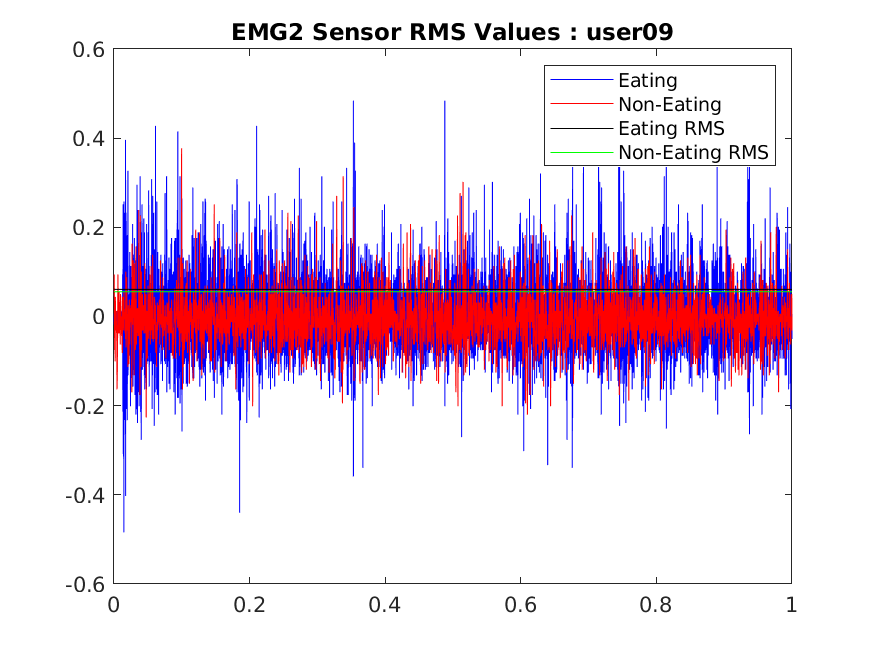 EMG2 Sensor RMS Values : user09
0.6
0.4
0.2
0
-0.2
-0.4
-0.6
Eating
Non-Eating
Eating RMS
Non-Eating RMS
0 0.2 0.4 0.6 0.8 1